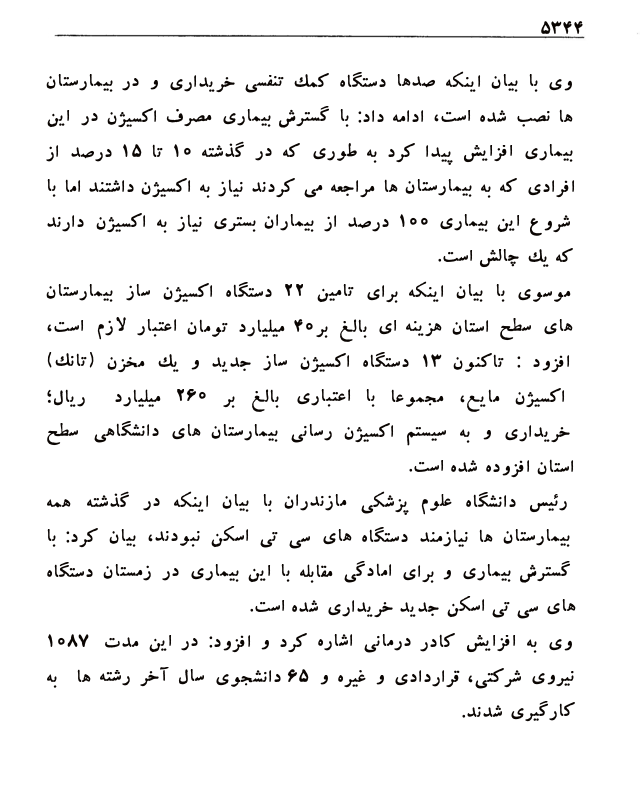 ۵۳۴۴
وی با بیان اینکه صدها دستگاه کمک تنفسی خریداری و در بیمارستان
ها نصب شده است، ادامه داد: با گسترش بیماری مصرف اکسیژن در این
بیماری افزایش پیدا کرد به طوری که در گذشته ۱۰ تا ۱۵ درصد از
افرادی که به بیمارستان ها مراجعه می کردند نیاز به اکسیژن داشتند اما با
شروع این بیماری ۱۰۰ درصد از بیماران بستری نیاز به اکسیژن دارند
که یک چالش است.
موسوی با بیان اینکه برای تامین ۲۲ دستگاه اکسیژن ساز بیمارستان
های سطح استان هزینه ای بالغ بر۴۰ میلیارد تومان اعتبار لازم است،
افزود : تاکنون ۱۳ دستگاه اکسیژن ساز جدید و یک مخزن (تانک)
اکسیژن مایع، مجموعا با اعتباری بالغ بر ۲۶۰ میلیارد ریال؛
خریداری و به سیستم اکسیژن رسانی بیمارستان های دانشگاهی سطح
استان افزوده شده است.
رئیس دانشگاه علوم پزشکی مازندران با بیان اینکه در گذشته همه
بیمارستان ها نیازمند دستگاه های سی تی اسکن نبودند، بیان کرد: با
گسترش بیماری و برای امادگی مقابله با این بیماری در زمستان دستگاه
های سی تی اسکن جدید خریداری شده است.
وی به افزایش کادر درمانی اشاره کرد و افزود: در این مدت ۱۰۸۷
نیروی شرکتی، قراردادی و غیره و ۶۵ دانشجوی سال آخر رشته ها به
کارگیری شدند.